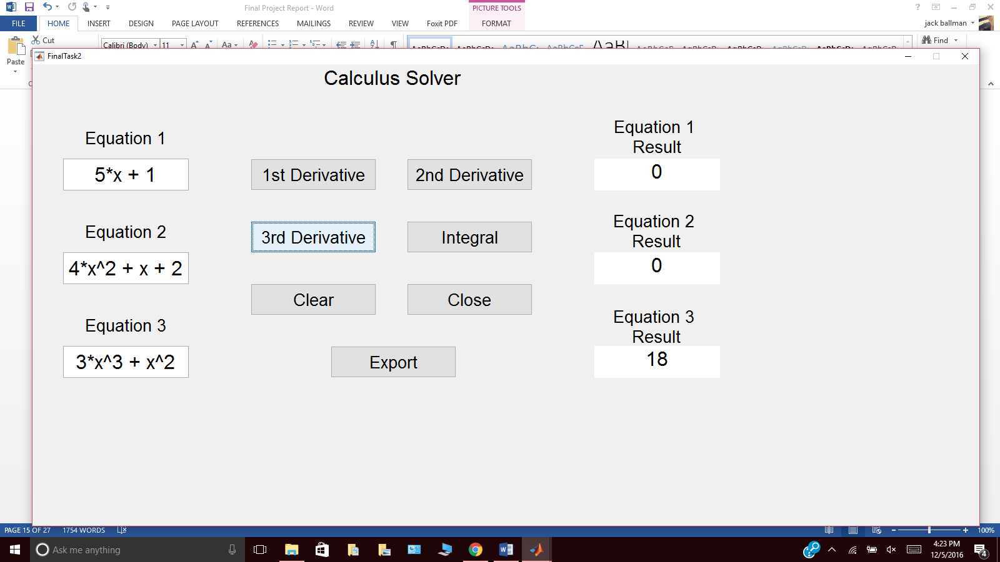 Final Project Report - Word
PICTURE TOOLS
FILE
HOME
INSERT
DESIGN
PAGE LAYOUT
REFERENCES
MAILINGS
REVIEW
VIEW
Foxit PDF
FORMAT
jack ballman
Cut
Calibri (Body)
11
Aa
Find
Paste
FinalTask2
Calculus Solver
Equation 1
5*x + 1
Equation 2
4*x^2 + x + 2
Equation 3
3*x^3 + x^2
1st Derivative
2nd Derivative
3rd Derivative
Integral
Clear
Close
Export
Equation 1
Result
0
Equation 2
Result
0
Equation 3
Result
18
PAGE 15 OF 27
1754 WORDS
100%
Ask me anything
4:23 PM
12/5/2016
4